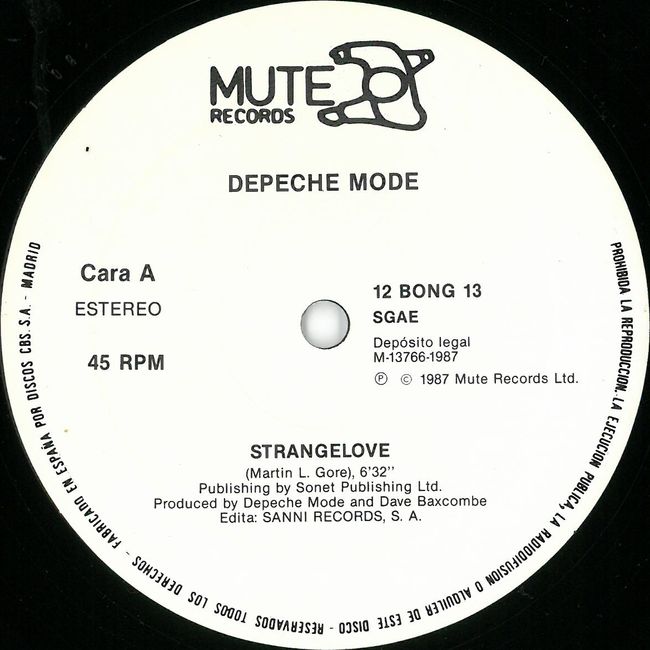 MUTE
RECORDS
DEPECHE MODE
Cara A
ESTEREO
45 RPM
12 BONG 13
SGAE
Depósito legal
M-13766-1987
Ⓟ © 1987 Mute Records Ltd.
STRANGELOVE
(Martin L. Gore), 6'32''
Publishing by Sonet Publishing Ltd.
Produced by Depeche Mode and Dave Baxcombe
Edita: SANNI RECORDS, S. A.
PROHIBIDA LA REPRODUCCION, LA EJECUCION PUBLICA, LA RADIODIFUSION O ALQUILER DE ESTE DISCO - RESERVADOS TODOS LOS DERECHOS - FABRICADO EN ESPAÑA POR DISCOS CBS. S.A. - MADRID